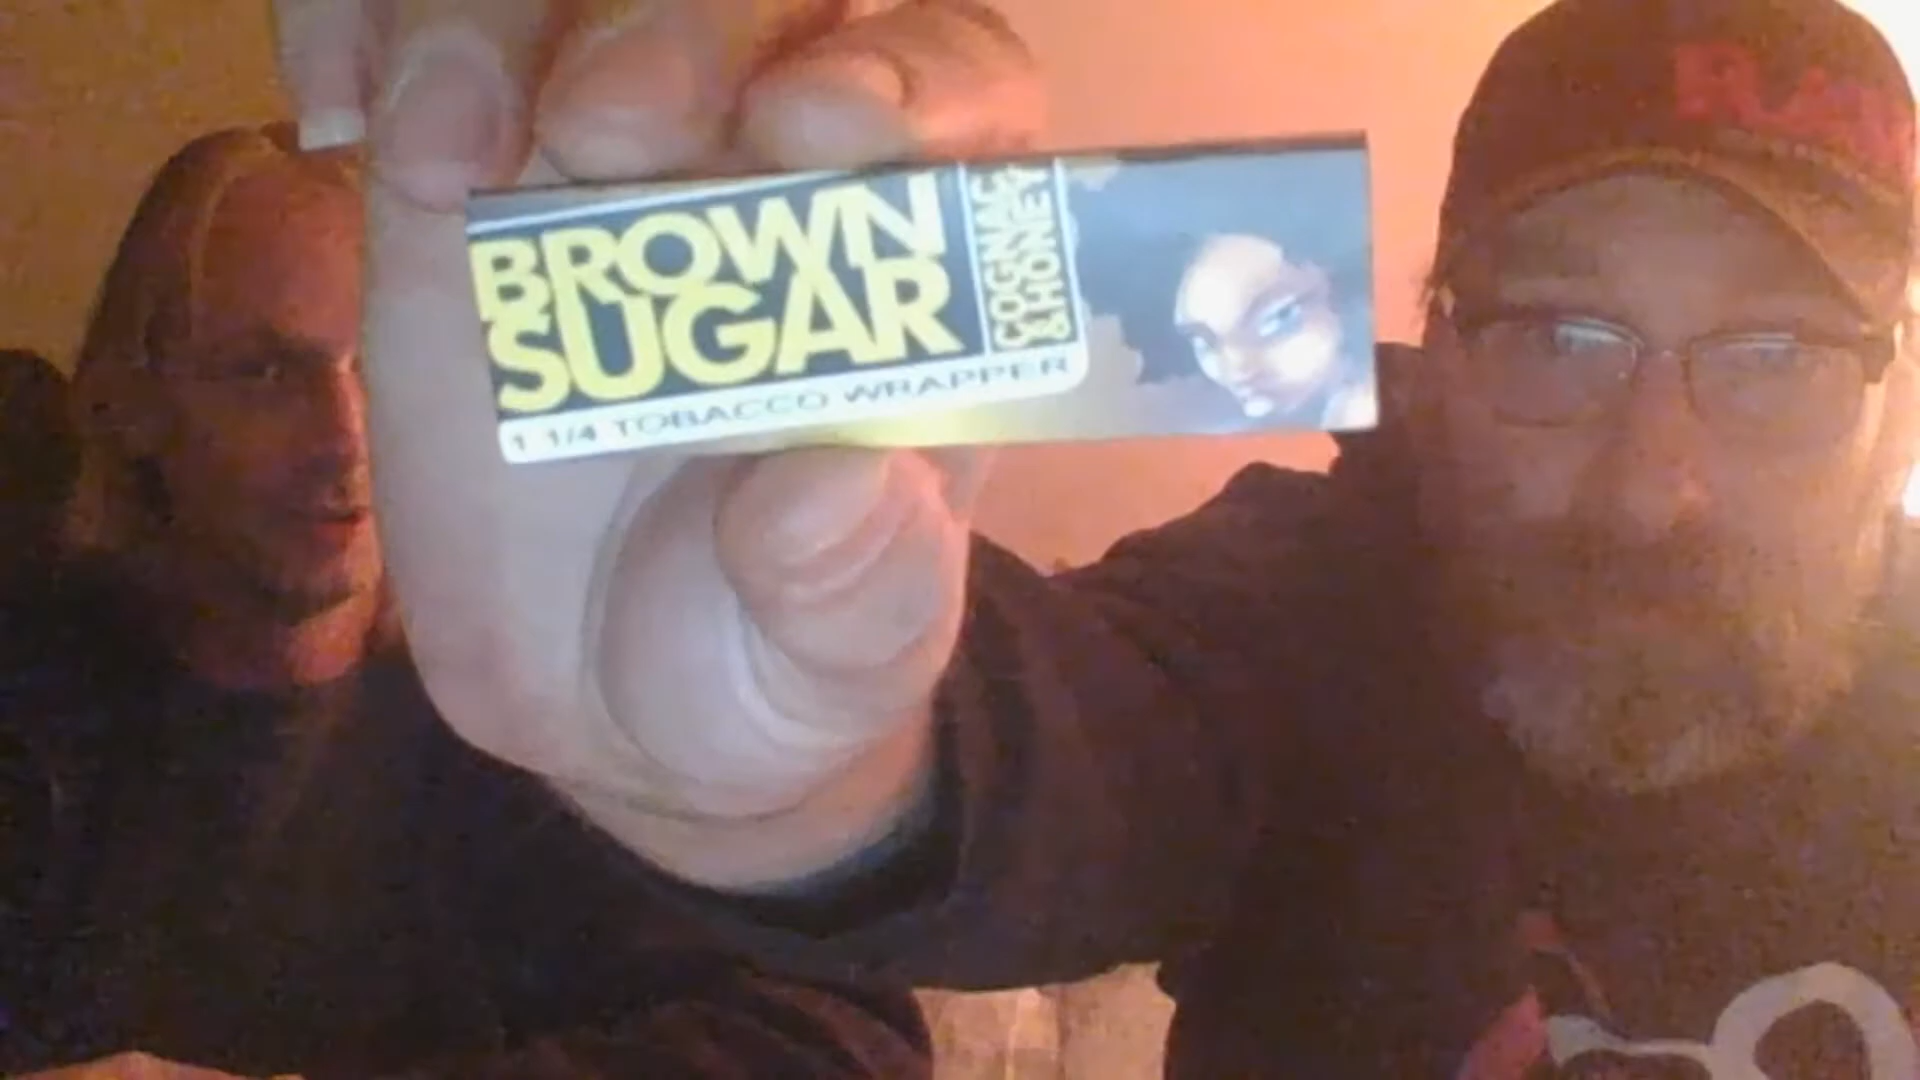 BROWN
SUGAR
COGNAC
& HONEY
1 1/4 TOBACCO WRAPPER